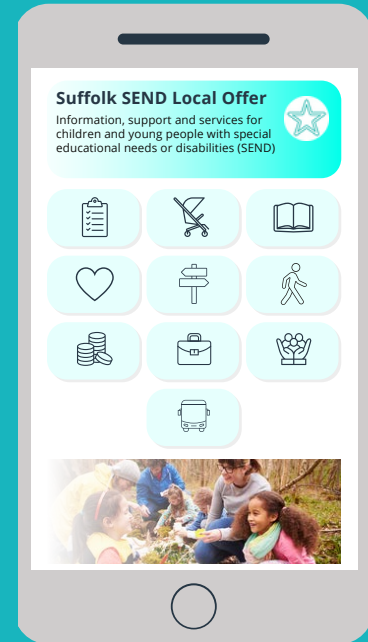 Suffolk SEND Local Offer
Information, support and services for
children and young people with special
educational needs or disabilities (SEND)